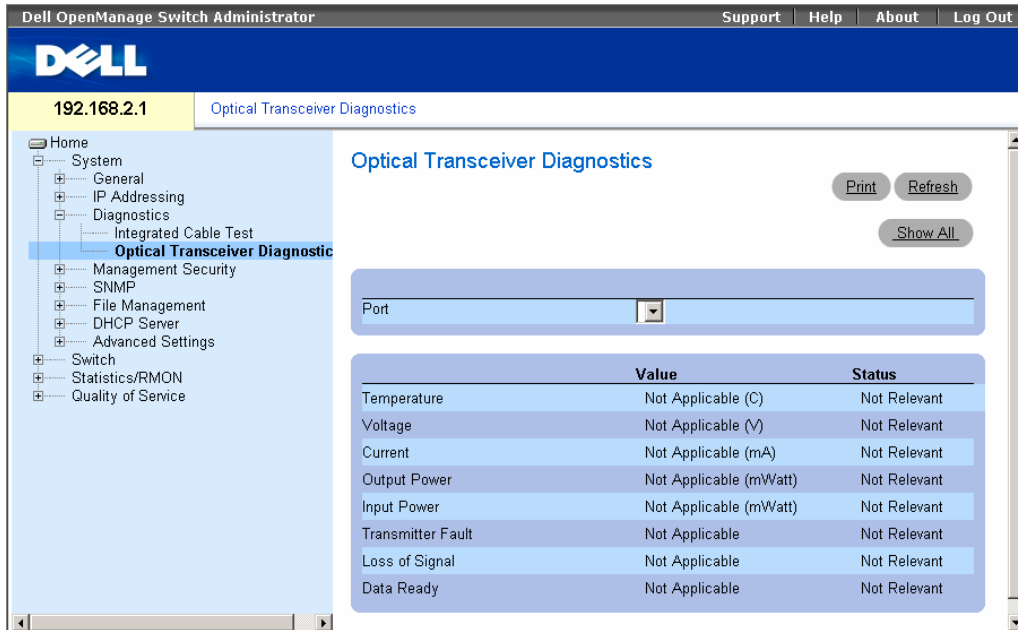 Dell OpenManage Switch Administrator Support Help About Log Out
DELL
192.168.2.1 Optical Transceiver Diagnostics
Home
System
General
IP Addressing
Diagnostics
Integrated Cable Test
Optical Transceiver Diagnostic
Management Security
SNMP
File Management
DHCP Server
Advanced Settings
Switch
Statistics/RMON
Quality of Service
Optical Transceiver Diagnostics
Print Refresh
Show All
Port
Value Status
Temperature Not Applicable (C) Not Relevant
Voltage Not Applicable (V) Not Relevant
Current Not Applicable (mA) Not Relevant
Output Power Not Applicable (mWatt) Not Relevant
Input Power Not Applicable (mWatt) Not Relevant
Transmitter Fault Not Applicable Not Relevant
Loss of Signal Not Applicable Not Relevant
Data Ready Not Applicable Not Relevant